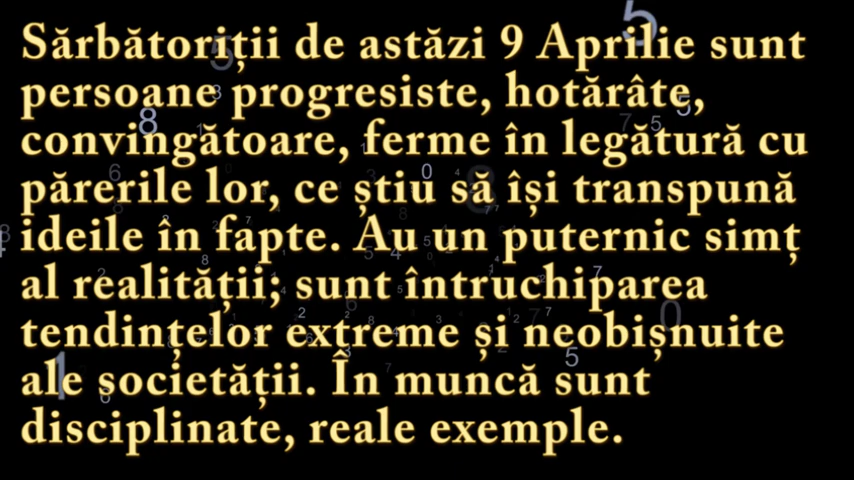 Sărbătoriții de astăzi 9 Aprilie sunt
persoane progresiste, hotărâte,
convingătoare, ferme în legătură cu
părerile lor, ce știu să își transpună
ideile în fapte. Au un puternic simț
al realității; sunt întruchiparea
tendințelor extreme și neobișnuite
ale societății. În muncă sunt
disciplinate, reale exemple.